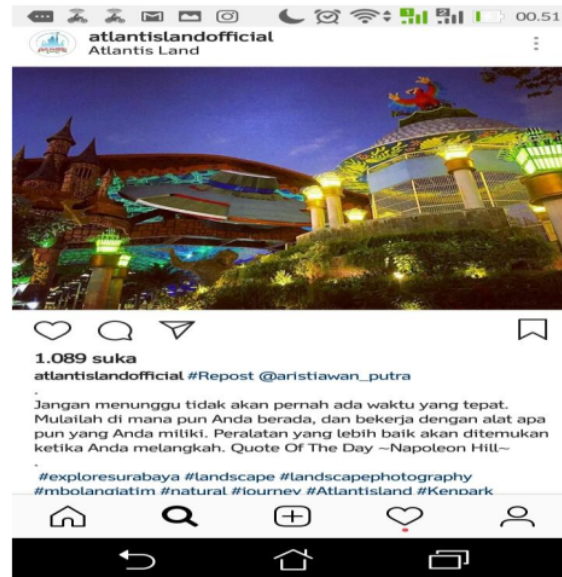 00.51
atlantislandofficial
Atlantis Land
1.089 suka
atlantislandofficial #Repost @aristiawan_putra
.
Jangan menunggu tidak akan pernah ada waktu yang tepat.
Mulailah di mana pun Anda berada, dan bekerja dengan alat apa
pun yang Anda miliki. Peralatan yang lebih baik akan ditemukan
ketika Anda melangkah. Quote Of The Day ~Napoleon Hill~
.
#exploresurabaya #landscape #landscapephotography
#mbolangjatim #natural #journey #Atlantisland #Kenpark